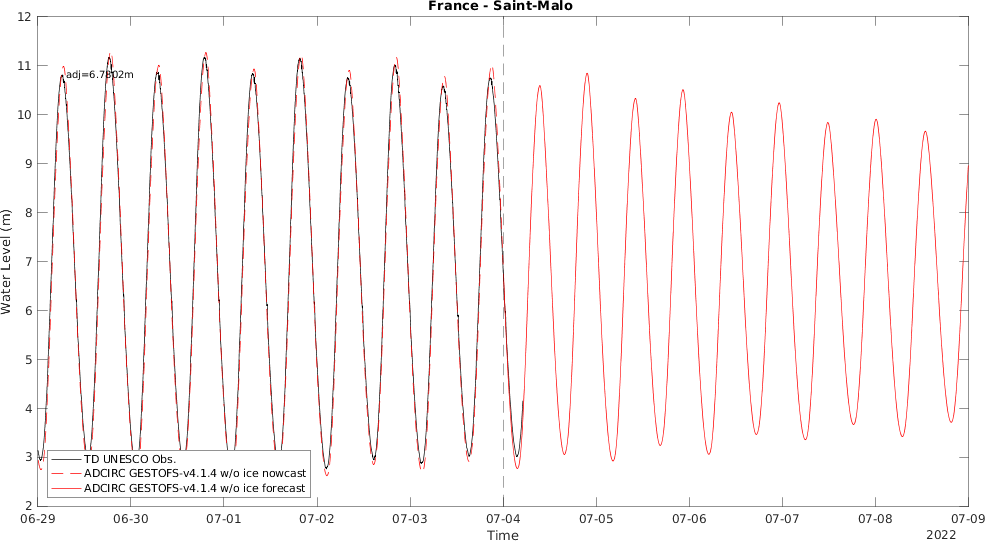 France - Saint-Malo
Water Level (m)
12
11
10
9
8
7
6
5
4
3
2
adj=6.7802m
TD UNESCO Obs.
ADCIRC GESTOFS-v4.1.4 w/o ice nowcast
ADCIRC GESTOFS-v4.1.4 w/o ice forecast
06-29 06-30 07-01 07-02 07-03 07-04 07-05 07-06 07-07 07-08 07-09
Time
2022